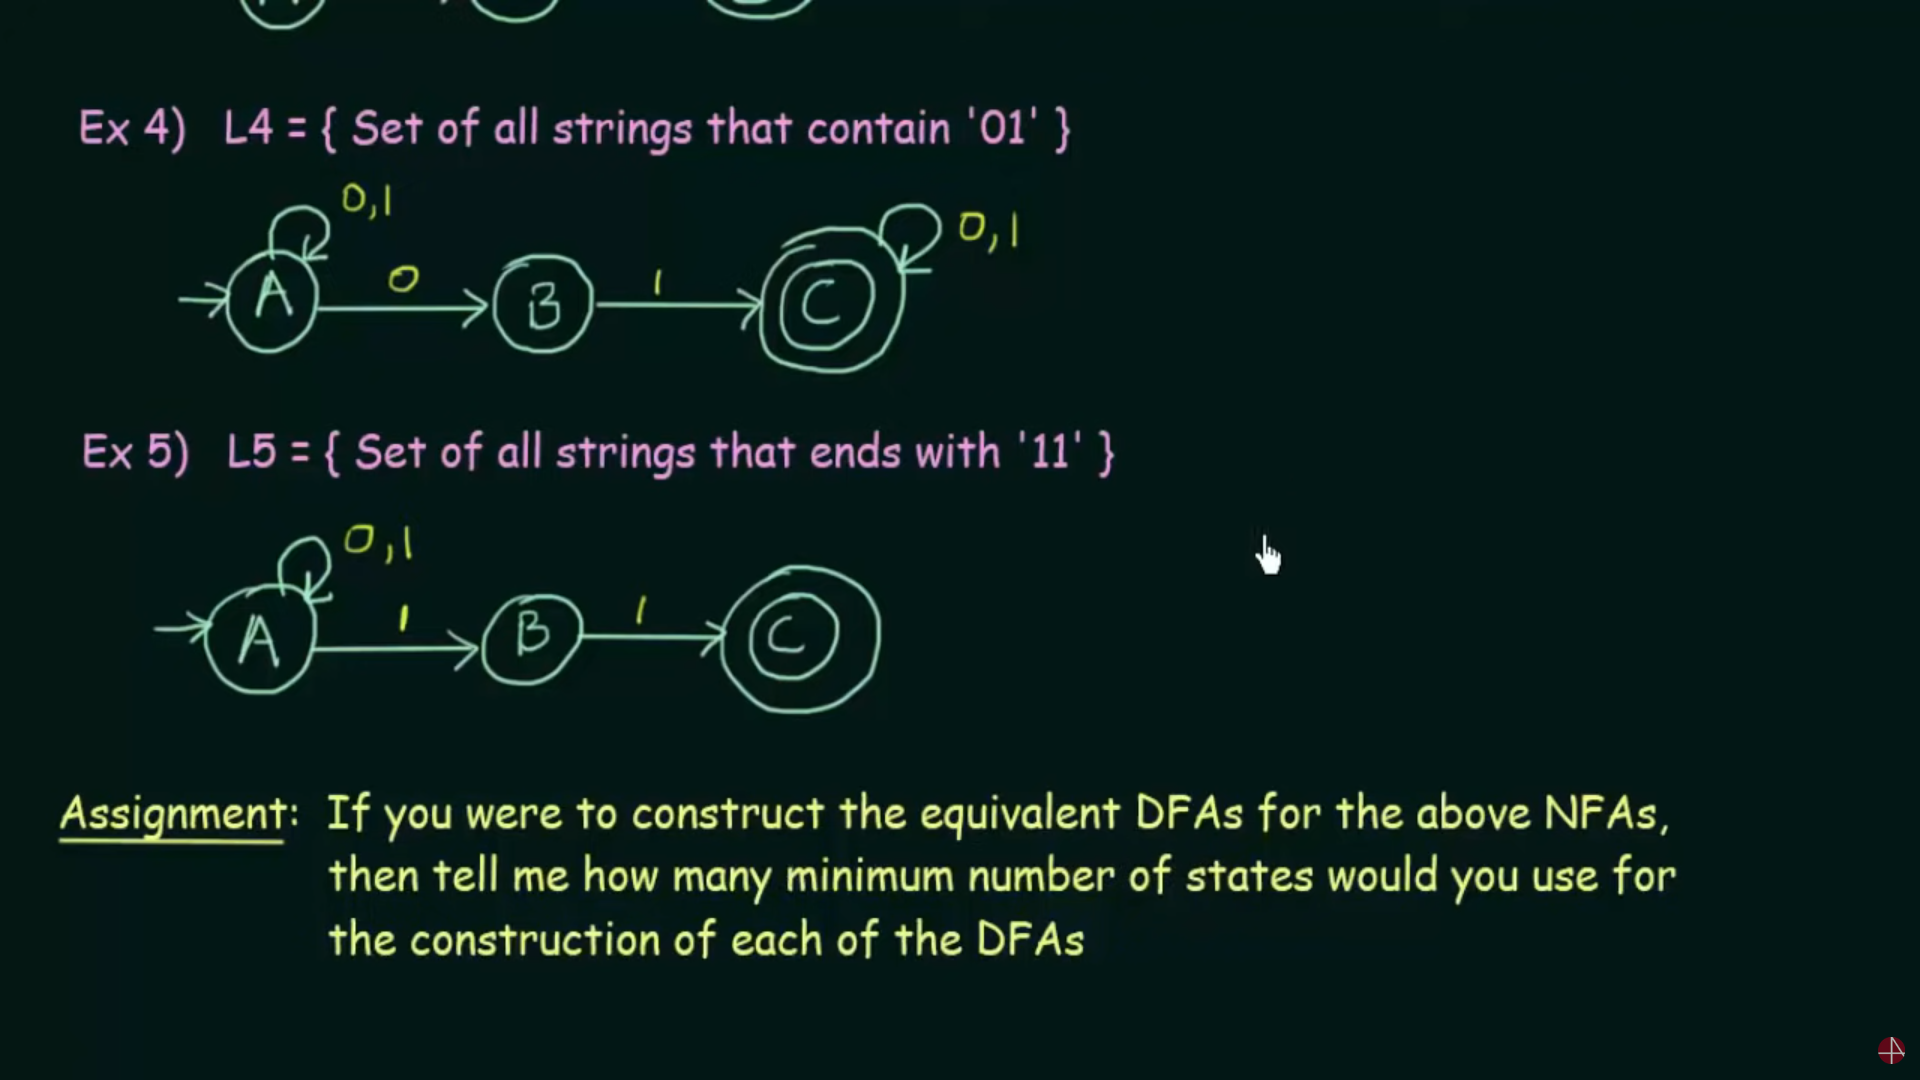 Ex 4) L4 = { Set of all strings that contain '01' }
0,1
0,1
A
0
B
1
C
Ex 5) L5 = { Set of all strings that ends with '11' }
0,1
A
1
B
1
C
Assignment: If you were to construct the equivalent DFAs for the above NFAs,
then tell me how many minimum number of states would you use for
the construction of each of the DFAs